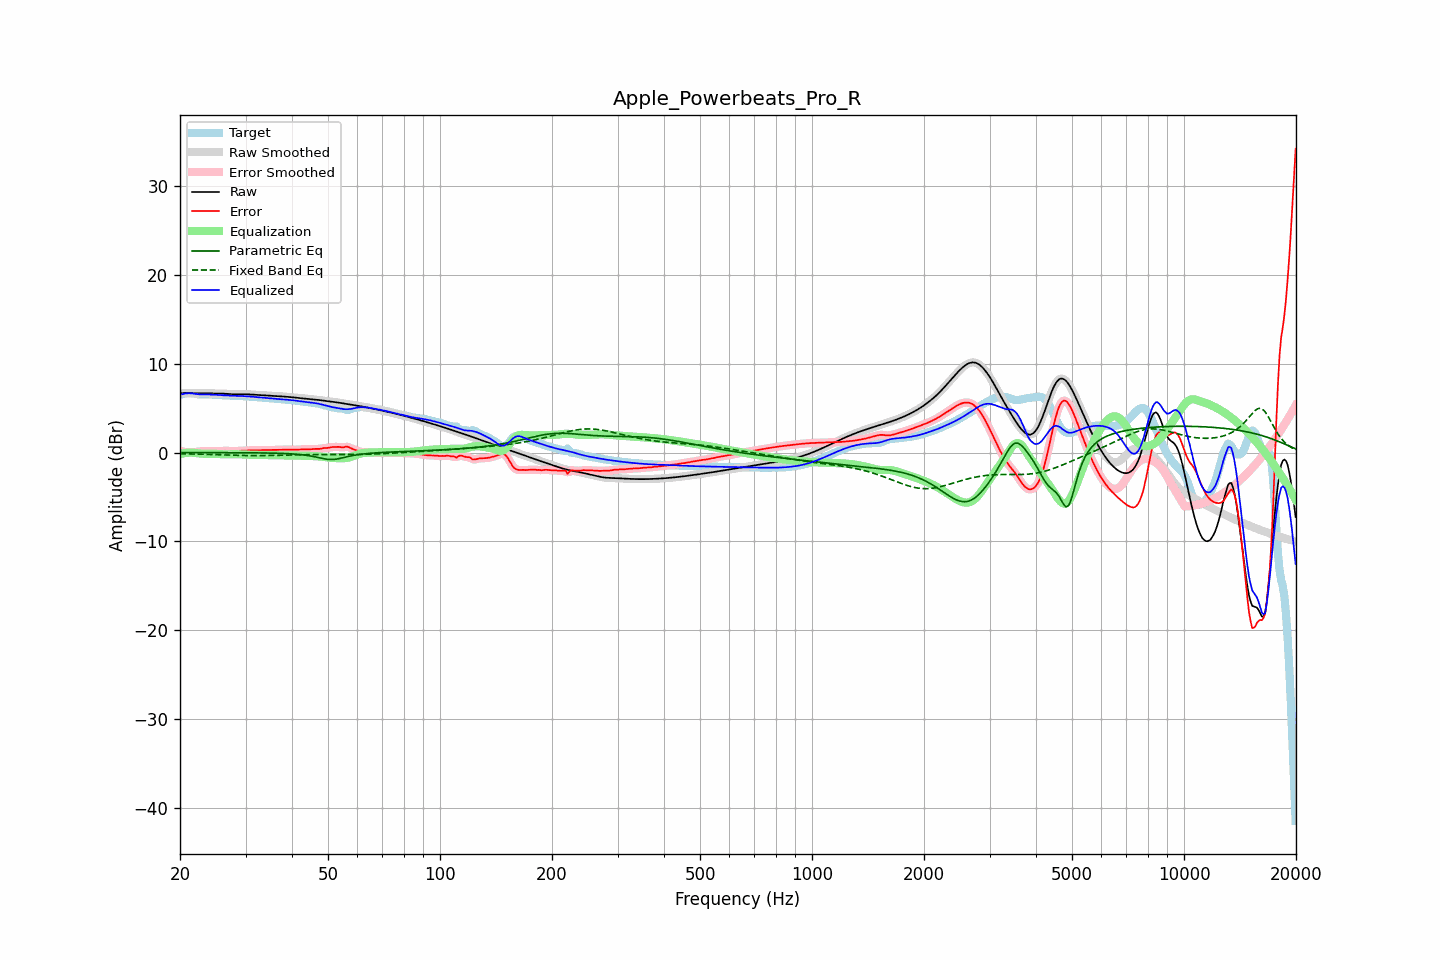 Apple_Powerbeats_Pro_R
Target
Raw Smoothed
Error Smoothed
Raw
Error
Equalization
Parametric Eq
Fixed Band Eq
Equalized
Amplitude (dBr)
30
20
10
0
−10
−20
−30
−40
20
50
100
200
500
1000
2000
5000
10000
20000
Frequency (Hz)